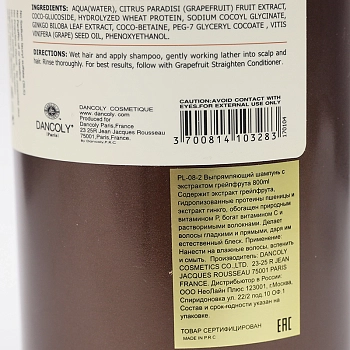 INGREDIENTS: AQUA(WATER), CITRUS PARADISI (GRAPEFRUIT) FRUIT EXTRACT,
COCO-GLUCOSIDE, HYDROLYZED WHEAT PROTEIN, SODIUM COCOYL GLYCINATE,
GINKGO BILOBA LEAF EXTRACT, COCO-BETAINE, PEG-7 GLYCERYL COCOATE , VITIS
VINIFERA (GRAPE) SEED OIL, PHENOXYETHANOL.
DIRECTIONS: Wet hair and apply shampoo, gently working lather into scalp and
hair. Rinse thoroughly. For best results, follow with Grapefruit Straighten Conditioner.
DANCOLY
(Paris)
DANCOLY COSMETIQUE
www. dancoly. com
Produced for
Dancoly Paris,France
23 25R Jean Jacques Rousseau
75001 Paris,France
By Dancoly P.R.C
CAUTION:AVOID CONTACT WITH
EYES.FOR EXTERNAL USE ONLY
3 700814 103283
170104
PL-08-2 Выпрямляющий шампунь с
экстрактом грейпфрута 800ml
Содержит экстракт грейпфрута,
гидролизованные протеины пшеницы и
экстракт гинкго, обогащен природным
витамином P, богат витамином C и
растворимыми волокнами. Делает
волосы гладкими и прямыми, даря им
естественный блеск. Применение:
Нанести на влажные волосы, вспенить
и смыть. Изготовитель: DANCOLY
COSMETICS CO.,LTD. 23-25 R JEAN
JACQUES ROUSSEAU 75001 PARIS
FRANCE. Дистрибьютор в России:
ООО НеоЛайн Плюс 123001, г.Москва,
Спиридоновка ул. 22/2 под.10 ОФ 1
Состав и срок годности указан на
упаковке
ТОВАР СЕРТИФИЦИРОВАН
MADE IN P.R.C
EAC